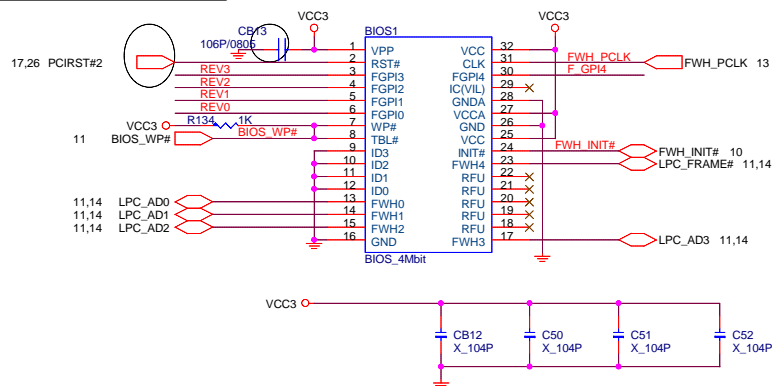 VCC3 VCC3
CB13 BIOS1
106P/0805 1 VPP VCC 32
17,26 PCIRST#2 2 RST# CLK 31 FWH_PCLK FWH_PCLK 13
REV3 3 FGPI3 FGPI4 30 F_GPI4
REV2 4 FGPI2 IC(VIL) 29
REV1 5 FGPI1 GNDA 28
REV0 6 FGPI0 VCCA 27
VCC3 R134 1K 7 WP# GND 26
11 BIOS_WP# BIOS_WP# 8 TBL# VCC 25
9 ID3 INIT# 24 FWH_INIT# FWH_INIT# 10
10 ID2 FWH4 23 LPC_FRAME# 11,14
11 ID1 RFU 22
12 ID0 RFU 21
11,14 LPC_AD0 13 FWH0 RFU 20
11,14 LPC_AD1 14 FWH1 RFU 19
11,14 LPC_AD2 15 FWH2 RFU 18
16 GND FWH3 17 LPC_AD3 11,14
BIOS_4Mbit
VCC3
CB12 C50 C51 C52
X_104P X_104P X_104P X_104P